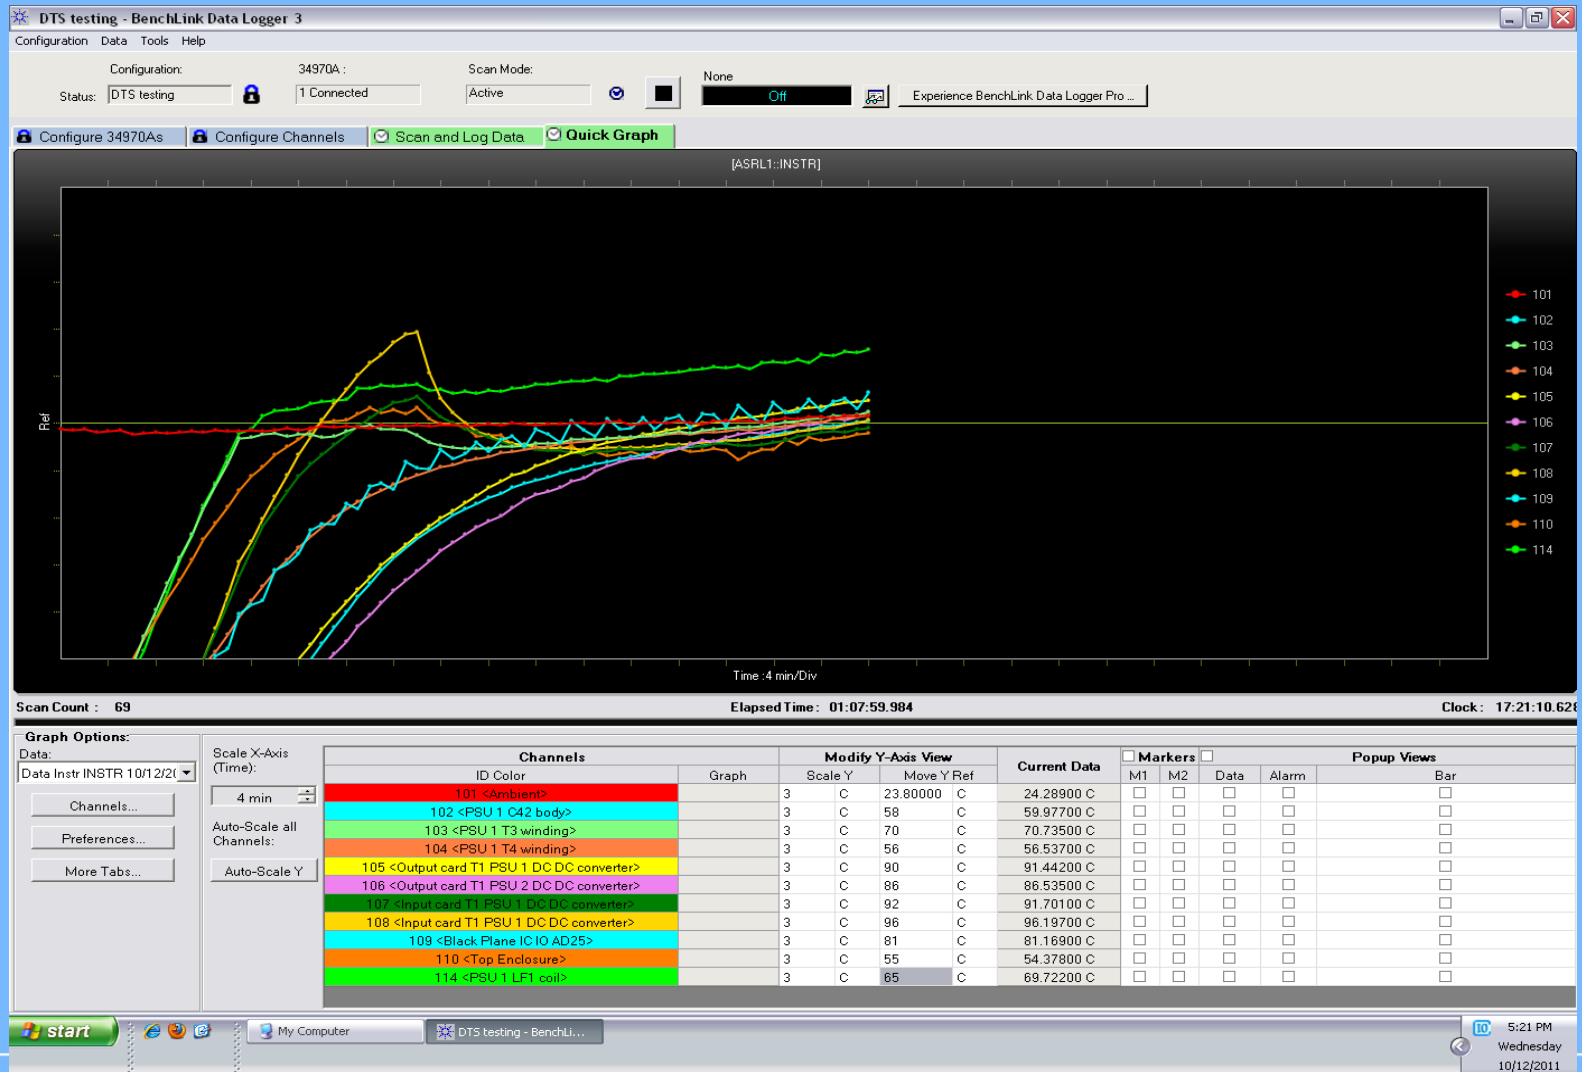 DTS testing - BenchLink Data Logger 3
Configuration Data Tools Help
Configuration: 34970A : Scan Mode: None
Status: DTS testing 1 Connected Active Off Experience BenchLink Data Logger Pro ...
Configure 34970As Configure Channels Scan and Log Data Quick Graph
[ASRL1::INSTR]
Ref
101
102
103
104
105
106
107
108
109
110
114
Time :4 min/Div
Scan Count : 69 Elapsed Time : 01:07:59.984 Clock : 17:21:10.628
Graph Options:
Data:
Data Instr INSTR 10/12/20
Channels...
Preferences...
More Tabs...
Scale X-Axis
(Time):
4 min
Auto-Scale all
Channels:
Auto-Scale Y
Channels Modify Y-Axis View Current Data Markers Popup Views
ID Color Graph Scale Y Move Y Ref M1 M2 Data Alarm Bar
101 <Ambient> 3 C 23.80000 C 24.28900 C
102 <PSU 1 C42 body> 3 C 58 C 59.97700 C
103 <PSU 1 T3 winding> 3 C 70 C 70.73500 C
104 <PSU 1 T4 winding> 3 C 56 C 56.53700 C
105 <Output card T1 PSU 1 DC DC converter> 3 C 90 C 91.44200 C
106 <Output card T1 PSU 2 DC DC converter> 3 C 86 C 86.53500 C
107 <Input card T1 PSU 1 DC DC converter> 3 C 92 C 91.70100 C
108 <Input card T1 PSU 1 DC DC converter> 3 C 96 C 96.19700 C
109 <Black Plane IC IO AD25> 3 C 81 C 81.16900 C
110 <Top Enclosure> 3 C 55 C 54.37800 C
114 <PSU 1 LF1 coil> 3 C 65 C 69.72200 C
start My Computer DTS testing - BenchLi... 5:21 PM
Wednesday
10/12/2011